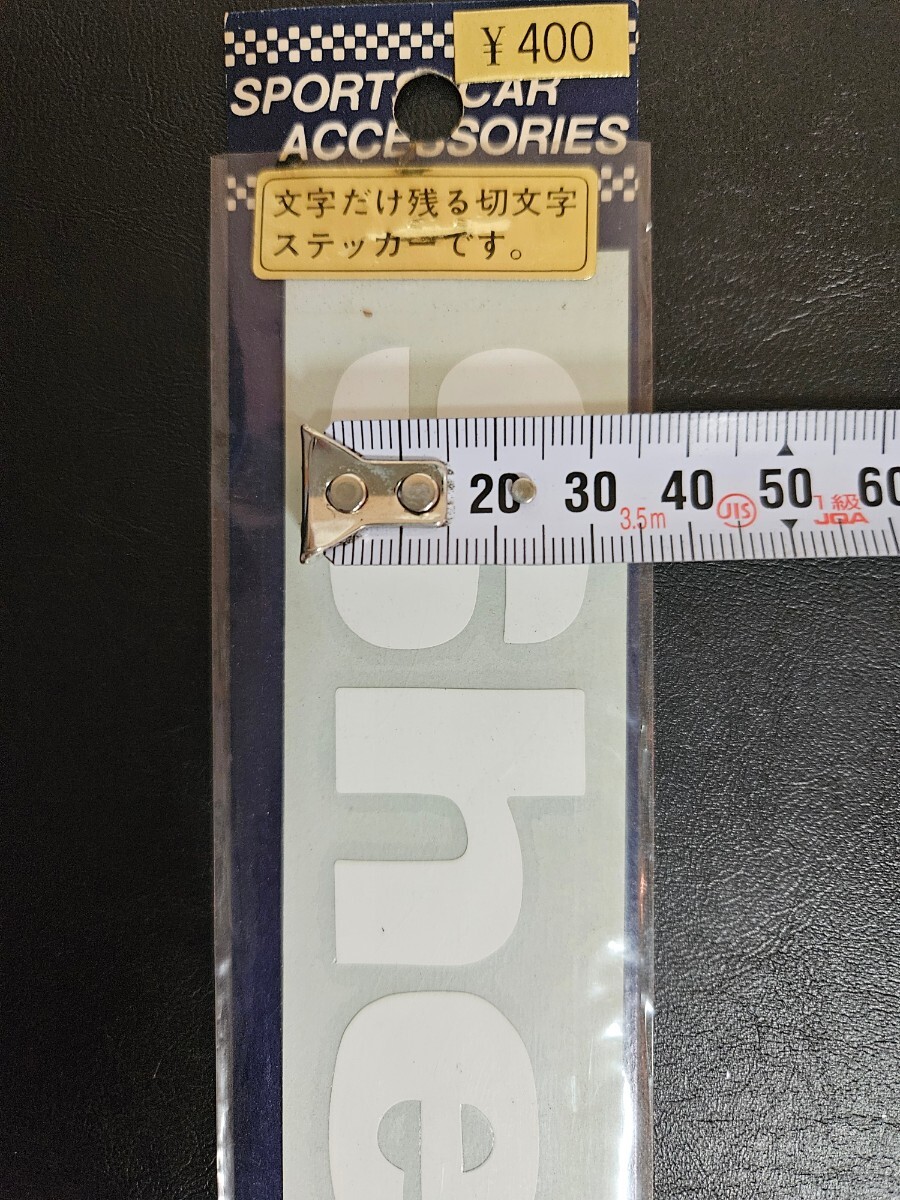 ¥400
SPORTS CAR
ACCESSORIES
文字だけ残る切文字
ステッカーです。
20 30 40 50 60
3.5m JIS 1級
JQA
She